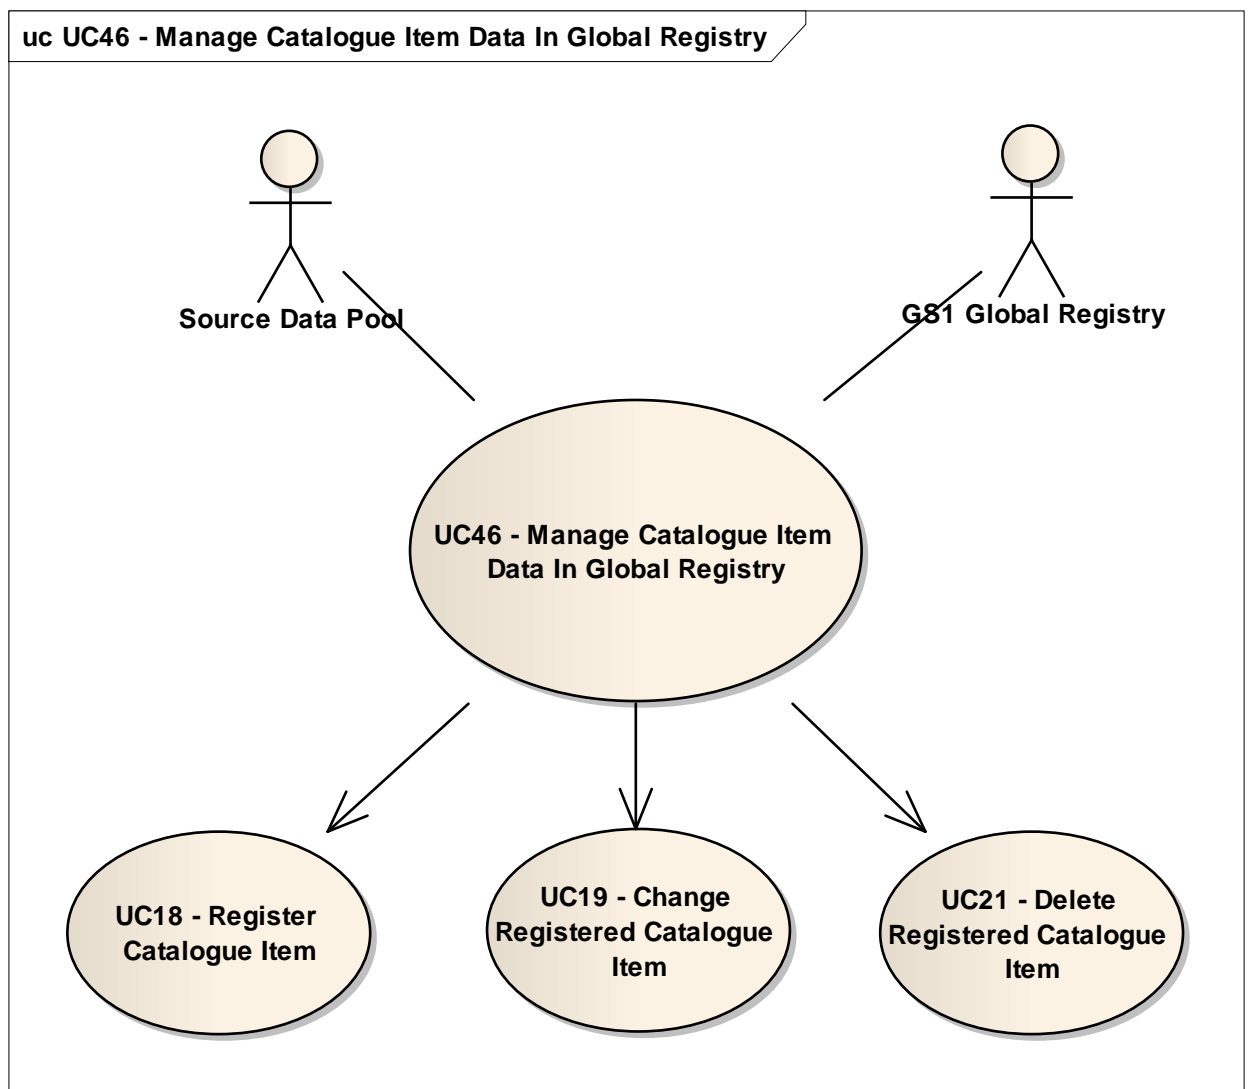 uc UC46 - Manage Catalogue Item Data In Global Registry
Source Data Pool
GS1 Global Registry
UC46 - Manage Catalogue Item
Data In Global Registry
UC18 - Register
Catalogue Item
UC19 - Change
Registered Catalogue
Item
UC21 - Delete
Registered Catalogue
Item